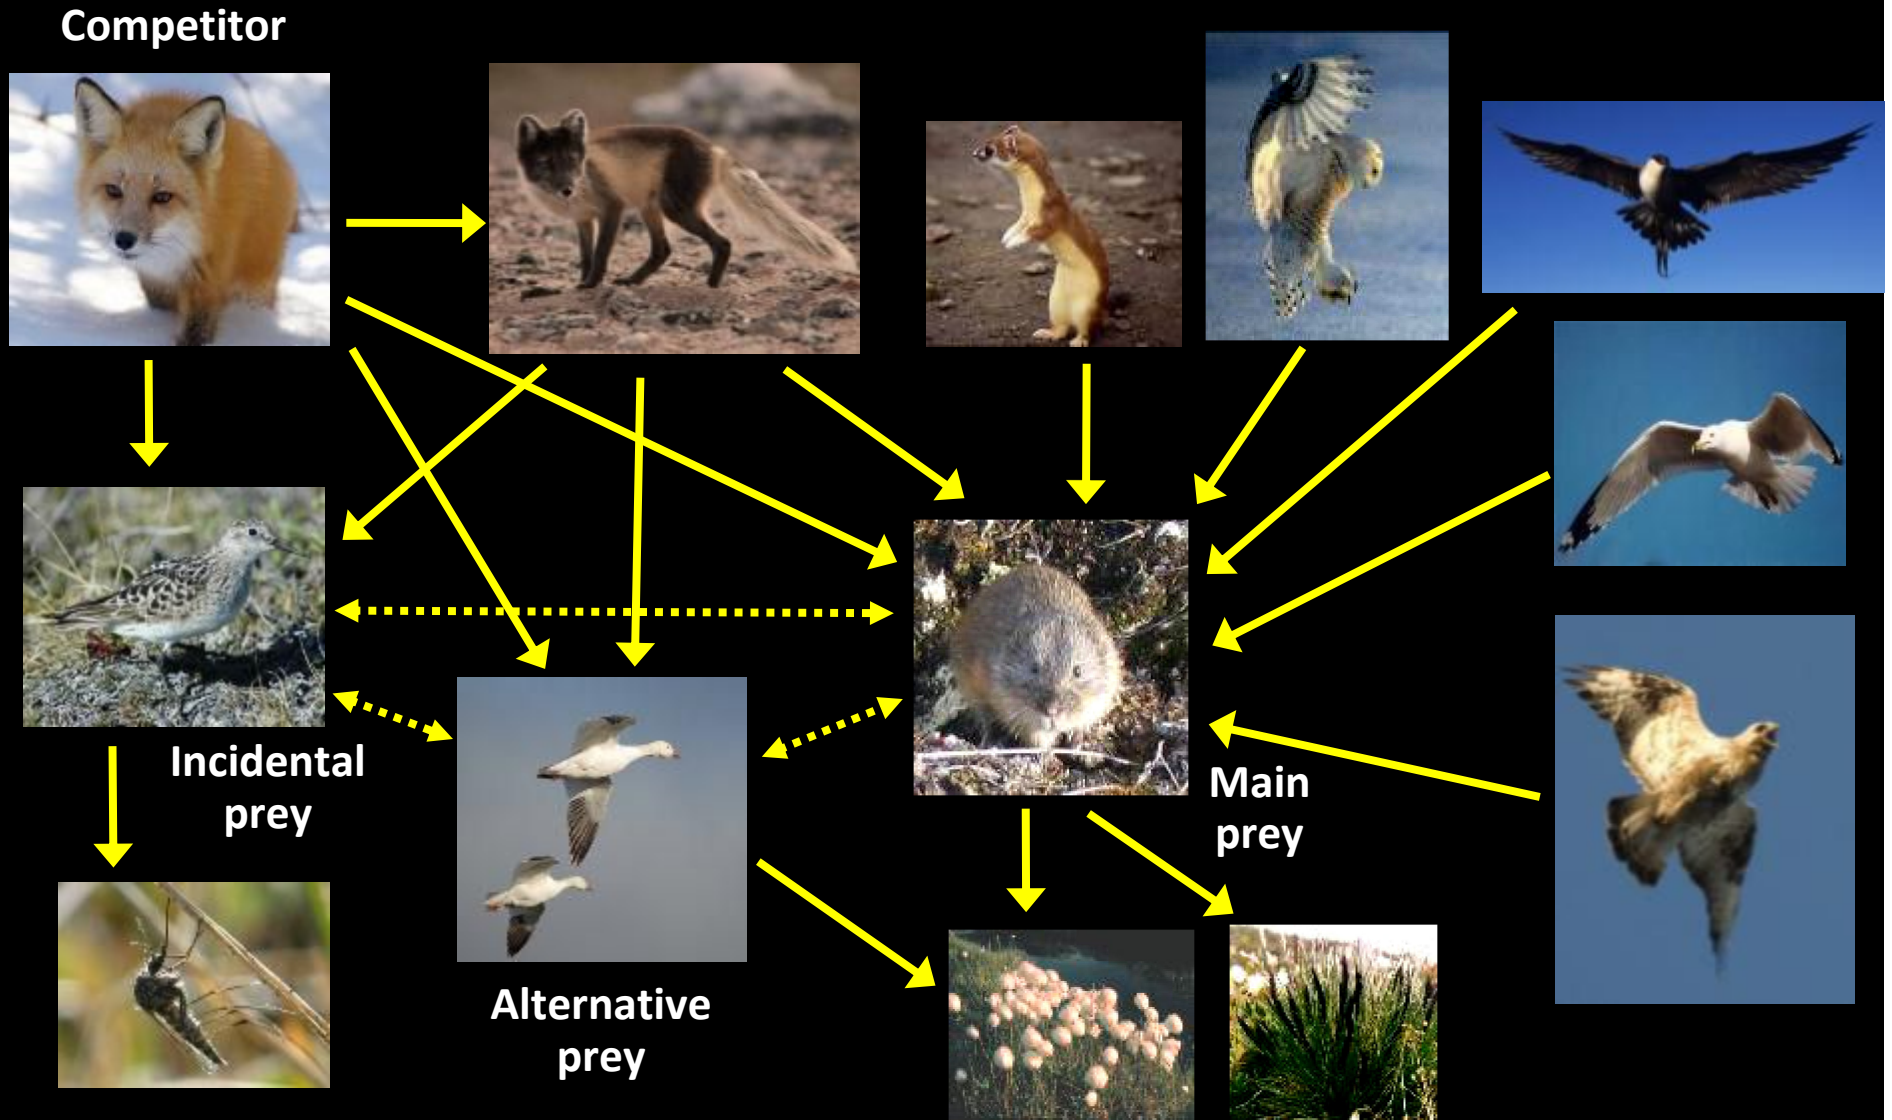 Competitor
Incidental
prey
Main
prey
Alternative
prey